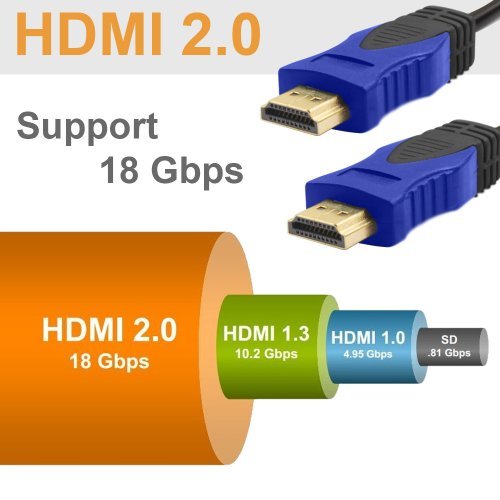 HDMI 2.0
Support
18 Gbps
HDMI 2.0
18 Gbps
HDMI 1.3
10.2 Gbps
HDMI 1.0
4.95 Gbps
SD
.81 Gbps